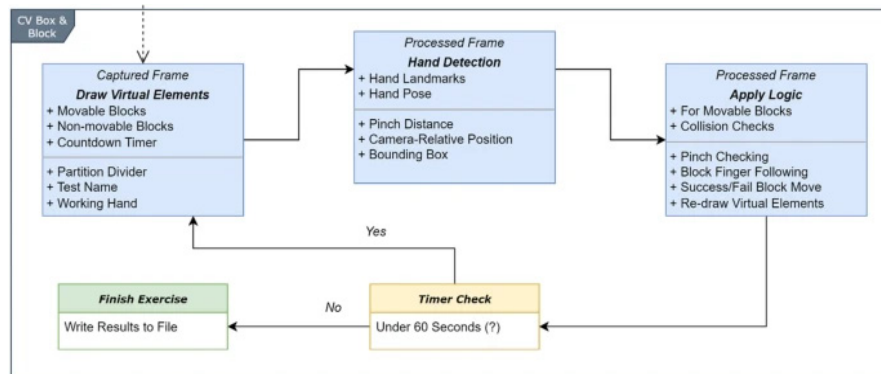 CV Box &
Block
Captured Frame
Draw Virtual Elements
+ Movable Blocks
+ Non-movable Blocks
+ Countdown Timer
+ Partition Divider
+ Test Name
+ Working Hand
Processed Frame
Hand Detection
+ Hand Landmarks
+ Hand Pose
+ Pinch Distance
+ Camera-Relative Position
+ Bounding Box
Processed Frame
Apply Logic
+ For Movable Blocks
+ Collision Checks
+ Pinch Checking
+ Block Finger Following
+ Success/Fail Block Move
+ Re-draw Virtual Elements
Yes
Timer Check
Under 60 Seconds (?)
No
Finish Exercise
Write Results to File